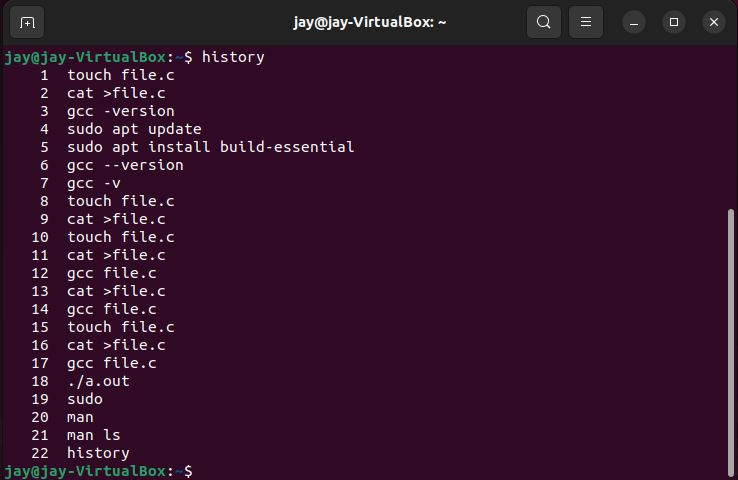 jay@jay-VirtualBox: ~
jay@jay-VirtualBox:~$ history
1 touch file.c
2 cat >file.c
3 gcc -version
4 sudo apt update
5 sudo apt install build-essential
6 gcc --version
7 gcc -v
8 touch file.c
9 cat >file.c
10 touch file.c
11 cat >file.c
12 gcc file.c
13 cat >file.c
14 gcc file.c
15 touch file.c
16 cat >file.c
17 gcc file.c
18 ./a.out
19 sudo
20 man
21 man ls
22 history
jay@jay-VirtualBox:~$